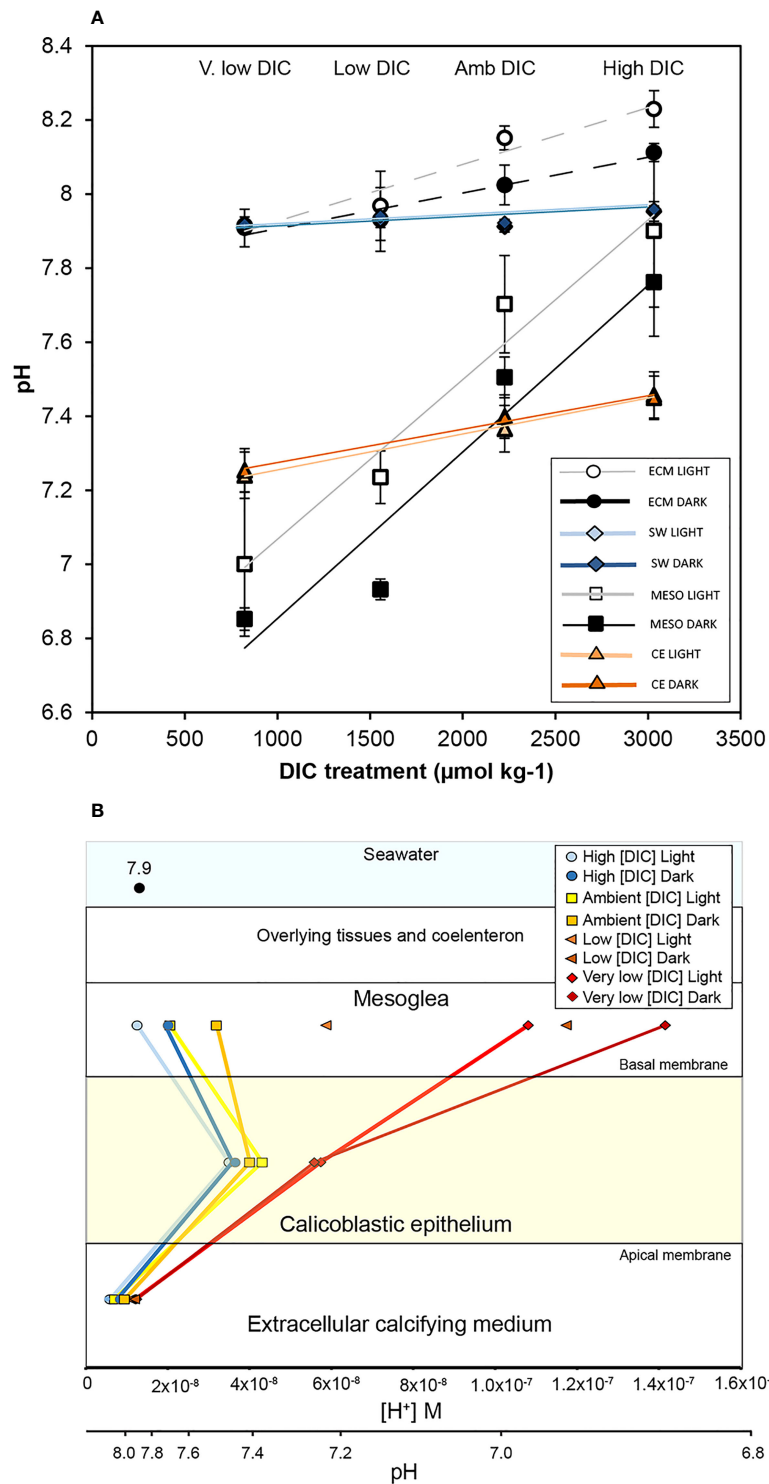 A
8.4
8.2
8
7.8
7.6
7.4
7.2
7
6.8
6.6
pH
V. low DIC Low DIC Amb DIC High DIC
ECM LIGHT
ECM DARK
SW LIGHT
SW DARK
MESO LIGHT
MESO DARK
CE LIGHT
CE DARK
0 500 1000 1500 2000 2500 3000 3500
DIC treatment (µmol kg-1)
B
Seawater
7.9
High [DIC] Light
High [DIC] Dark
Ambient [DIC] Light
Ambient [DIC] Dark
Low [DIC] Light
Low [DIC] Dark
Very low [DIC] Light
Very low [DIC] Dark
Overlying tissues and coelenteron
Mesoglea
Basal membrane
Calicoblastic epithelium
Apical membrane
Extracellular calcifying medium
0 2x10⁻⁸ 4x10⁻⁸ 6x10⁻⁸ 8x10⁻⁸ 1.0x10⁻⁷ 1.2x10⁻⁷ 1.4x10⁻⁷ 1.6x10⁻
[H⁺] M
8.0 7.8 7.6 7.4 7.2 7.0 6.8
pH